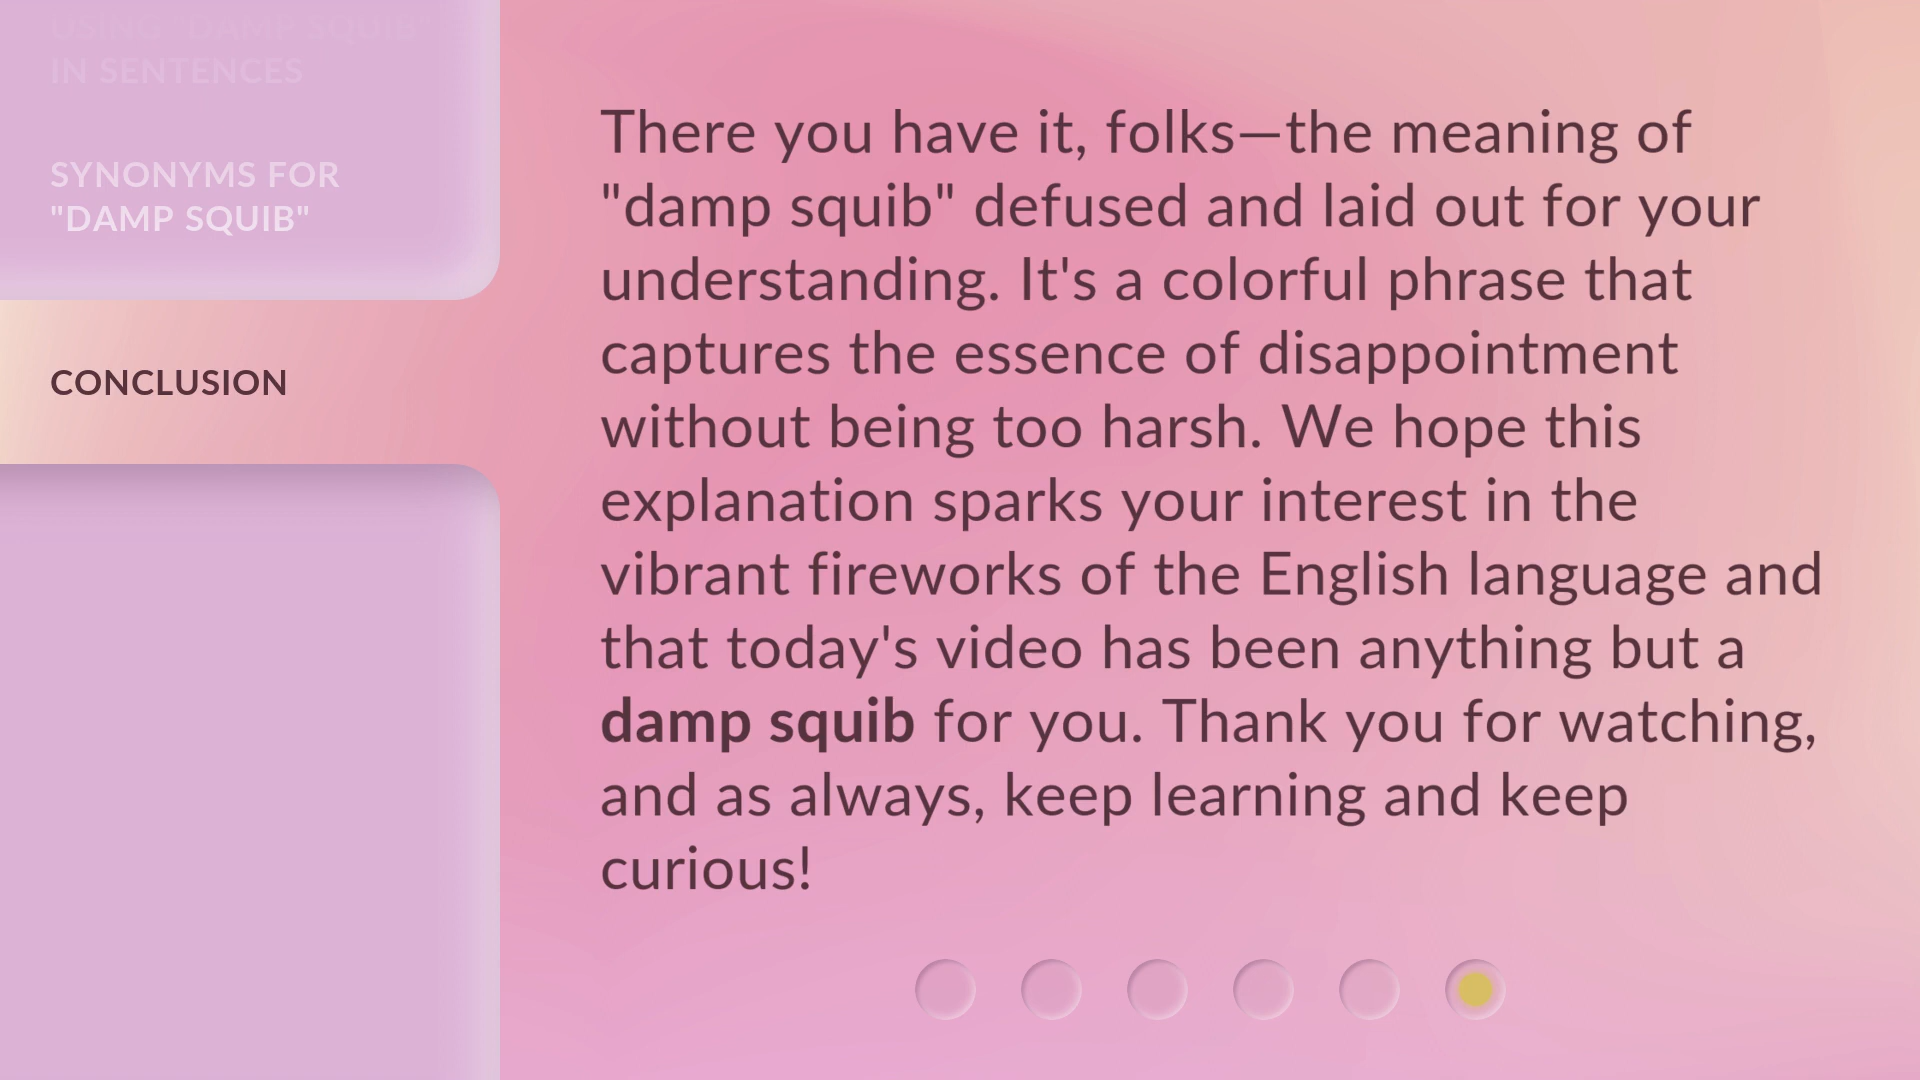 USING "DAMP SQUIB"
IN SENTENCES
SYNONYMS FOR
"DAMP SQUIB"
CONCLUSION
There you have it, folks—the meaning of
"damp squib" defused and laid out for your
understanding. It's a colorful phrase that
captures the essence of disappointment
without being too harsh. We hope this
explanation sparks your interest in the
vibrant fireworks of the English language and
that today's video has been anything but a
damp squib for you. Thank you for watching,
and as always, keep learning and keep
curious!